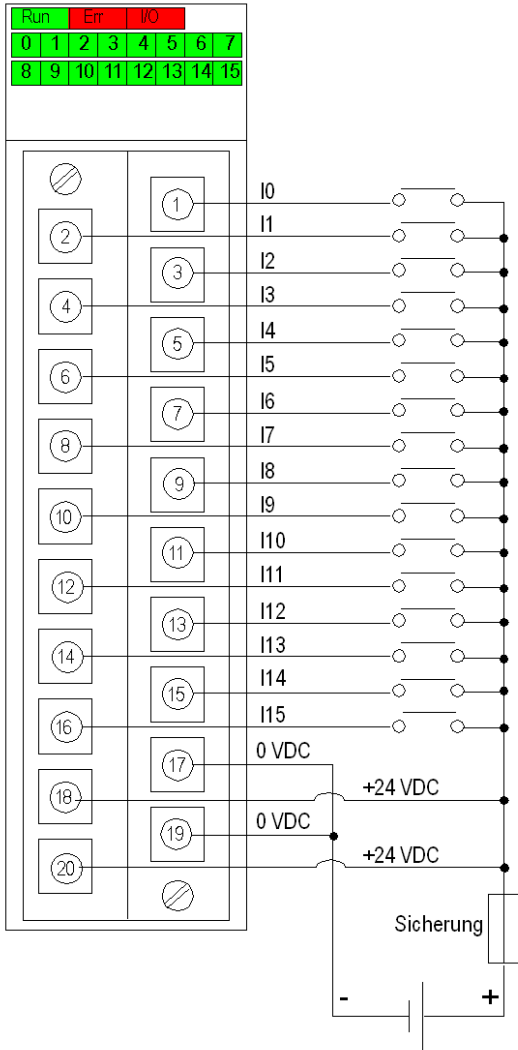 Run Err I/O
0 1 2 3 4 5 6 7
8 9 10 11 12 13 14 15
1 I0
2 I1
3 I2
4 I3
5 I4
6 I5
7 I6
8 I7
9 I8
10 I9
11 I10
12 I11
13 I12
14 I13
15 I14
16 I15
17 0 VDC
18 +24 VDC
19 0 VDC
20 +24 VDC
Sicherung
- +